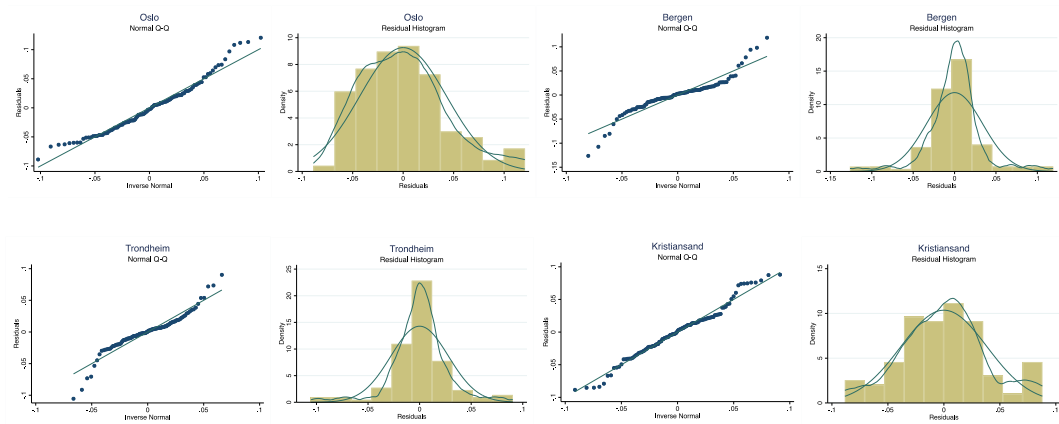 Oslo
Normal Q-Q
Residuals
-.1 -.05 0 .05 .1
-.1 -.05 0 .05 .1
Inverse Normal
Oslo
Residual Histogram
Density
0 2 4 6 8 10
-.1 -.05 0 .05 .1
Residuals
Bergen
Normal Q-Q
Residuals
-.15 -.1 -.05 0 .05 .1
-.1 -.05 0 .05 .1
Inverse Normal
Bergen
Residual Histogram
Density
0 5 10 15 20
-.15 -.1 -.05 0 .05 .1
Residuals
Trondheim
Normal Q-Q
Residuals
-.1 -.05 0 .05 .1
-.1 -.05 0 .05 .1
Inverse Normal
Trondheim
Residual Histogram
Density
0 5 10 15 20 25
-.1 -.05 0 .05 .1
Residuals
Kristiansand
Normal Q-Q
Residuals
-.1 -.05 0 .05 .1
-.1 -.05 0 .05 .1
Inverse Normal
Kristiansand
Residual Histogram
Density
0 5 10 15
-.1 -.05 0 .05 .1
Residuals